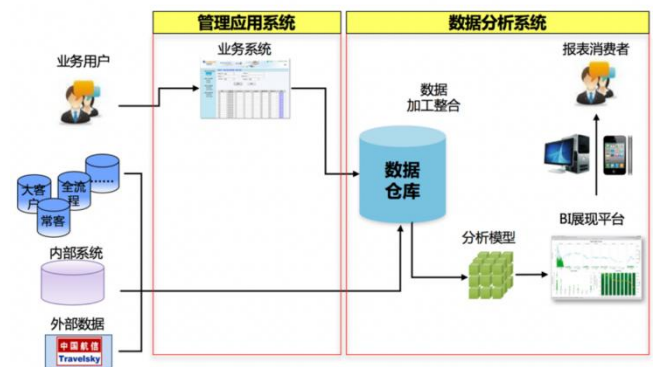 管理应用系统
数据分析系统
业务用户
业务系统
报表消费者
数据
加工整合
数据
仓库
大客
户
全流
程
......
常客
BI展现平台
分析模型
内部系统
外部数据
中国航信
Travelsky